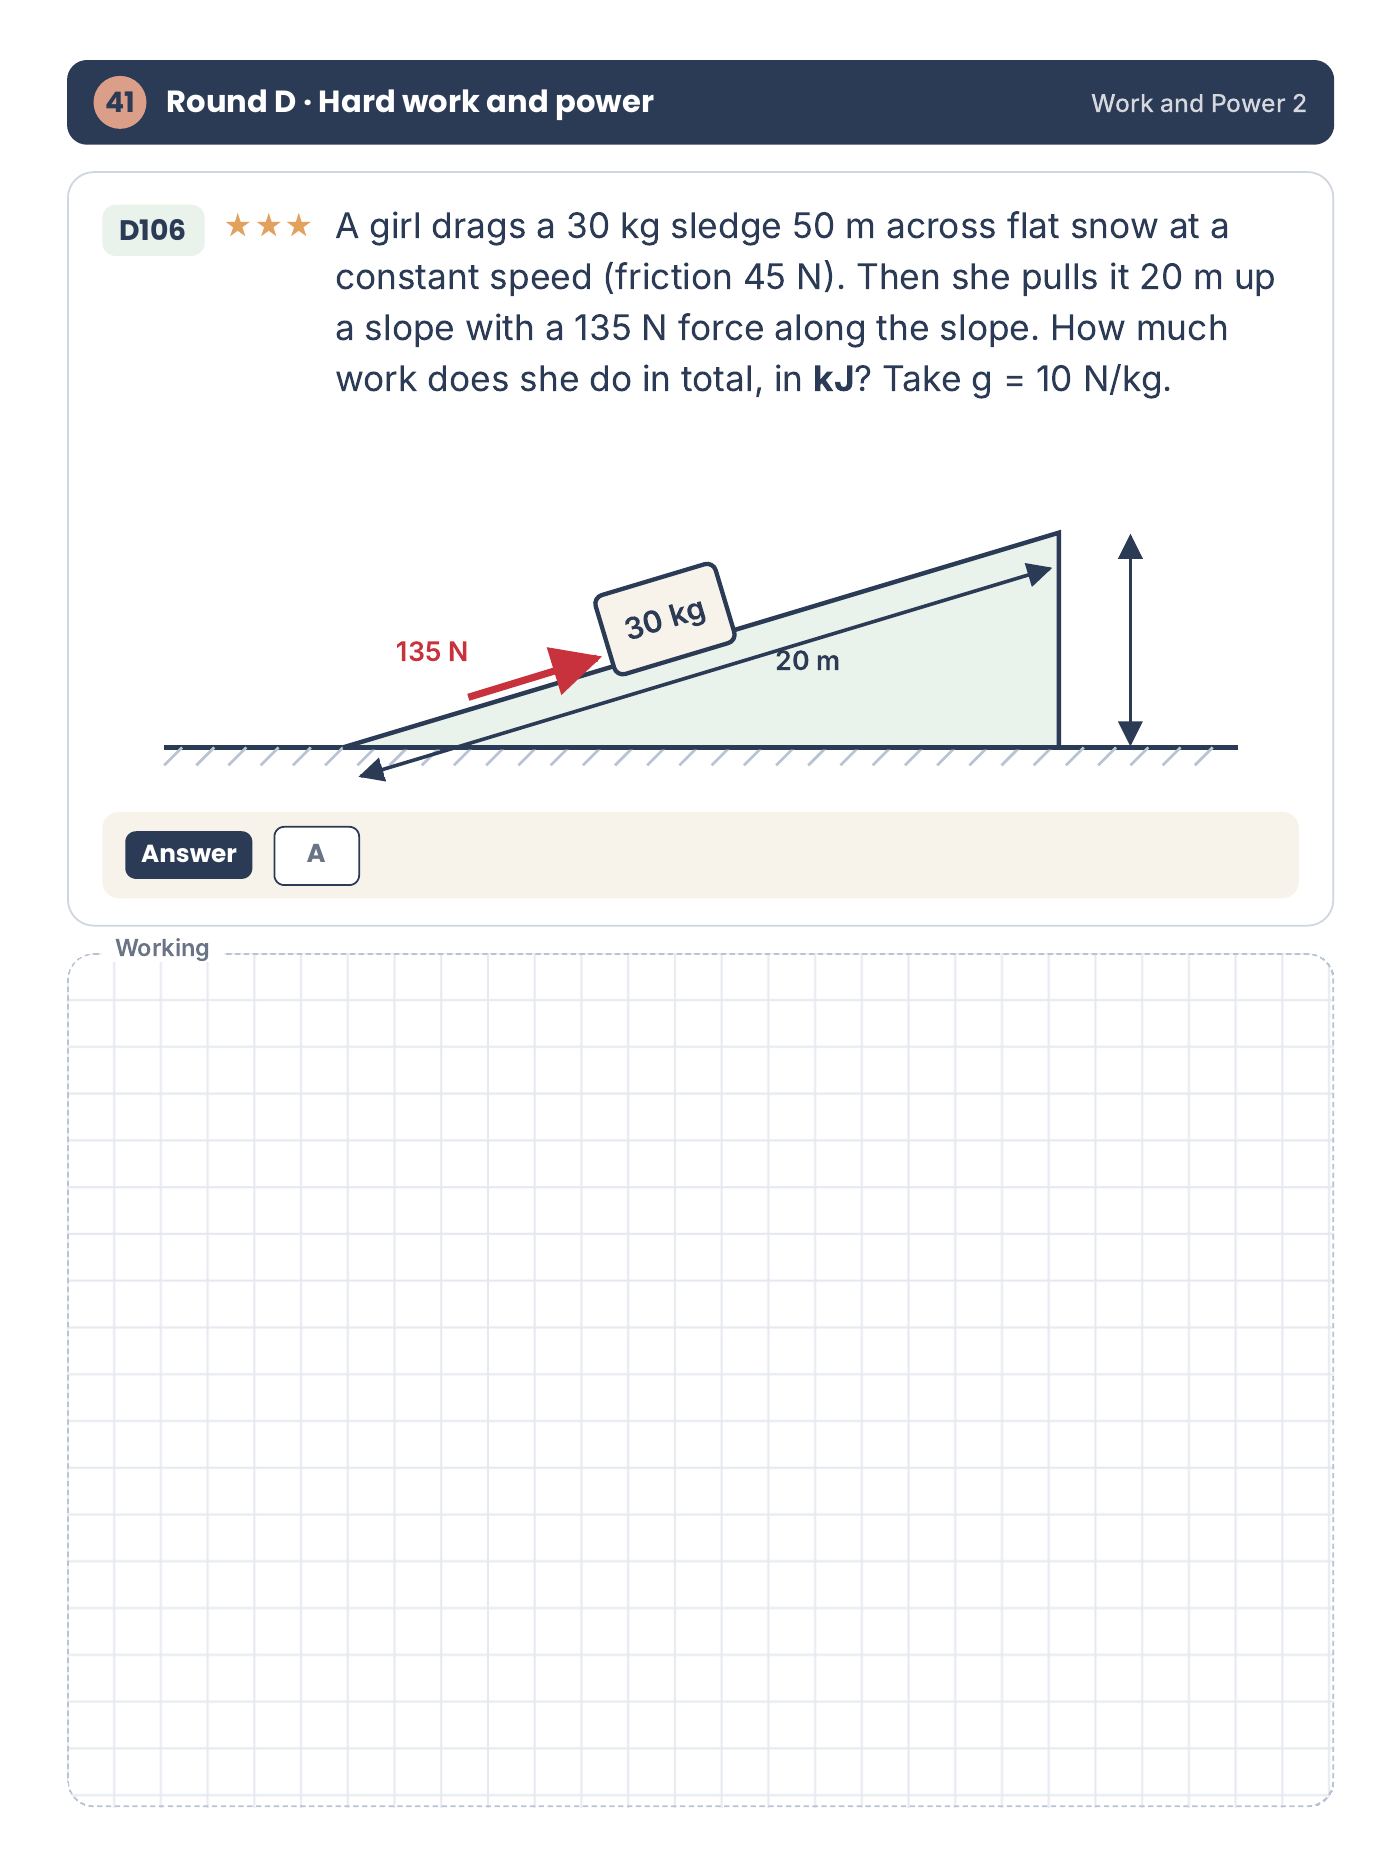 41 Round D · Hard work and power Work and Power 2
D106 ★★★ A girl drags a 30 kg sledge 50 m across flat snow at a
constant speed (friction 45 N). Then she pulls it 20 m up
a slope with a 135 N force along the slope. How much
work does she do in total, in kJ? Take g = 10 N/kg.
30 kg
135 N
20 m
Answer A
Working